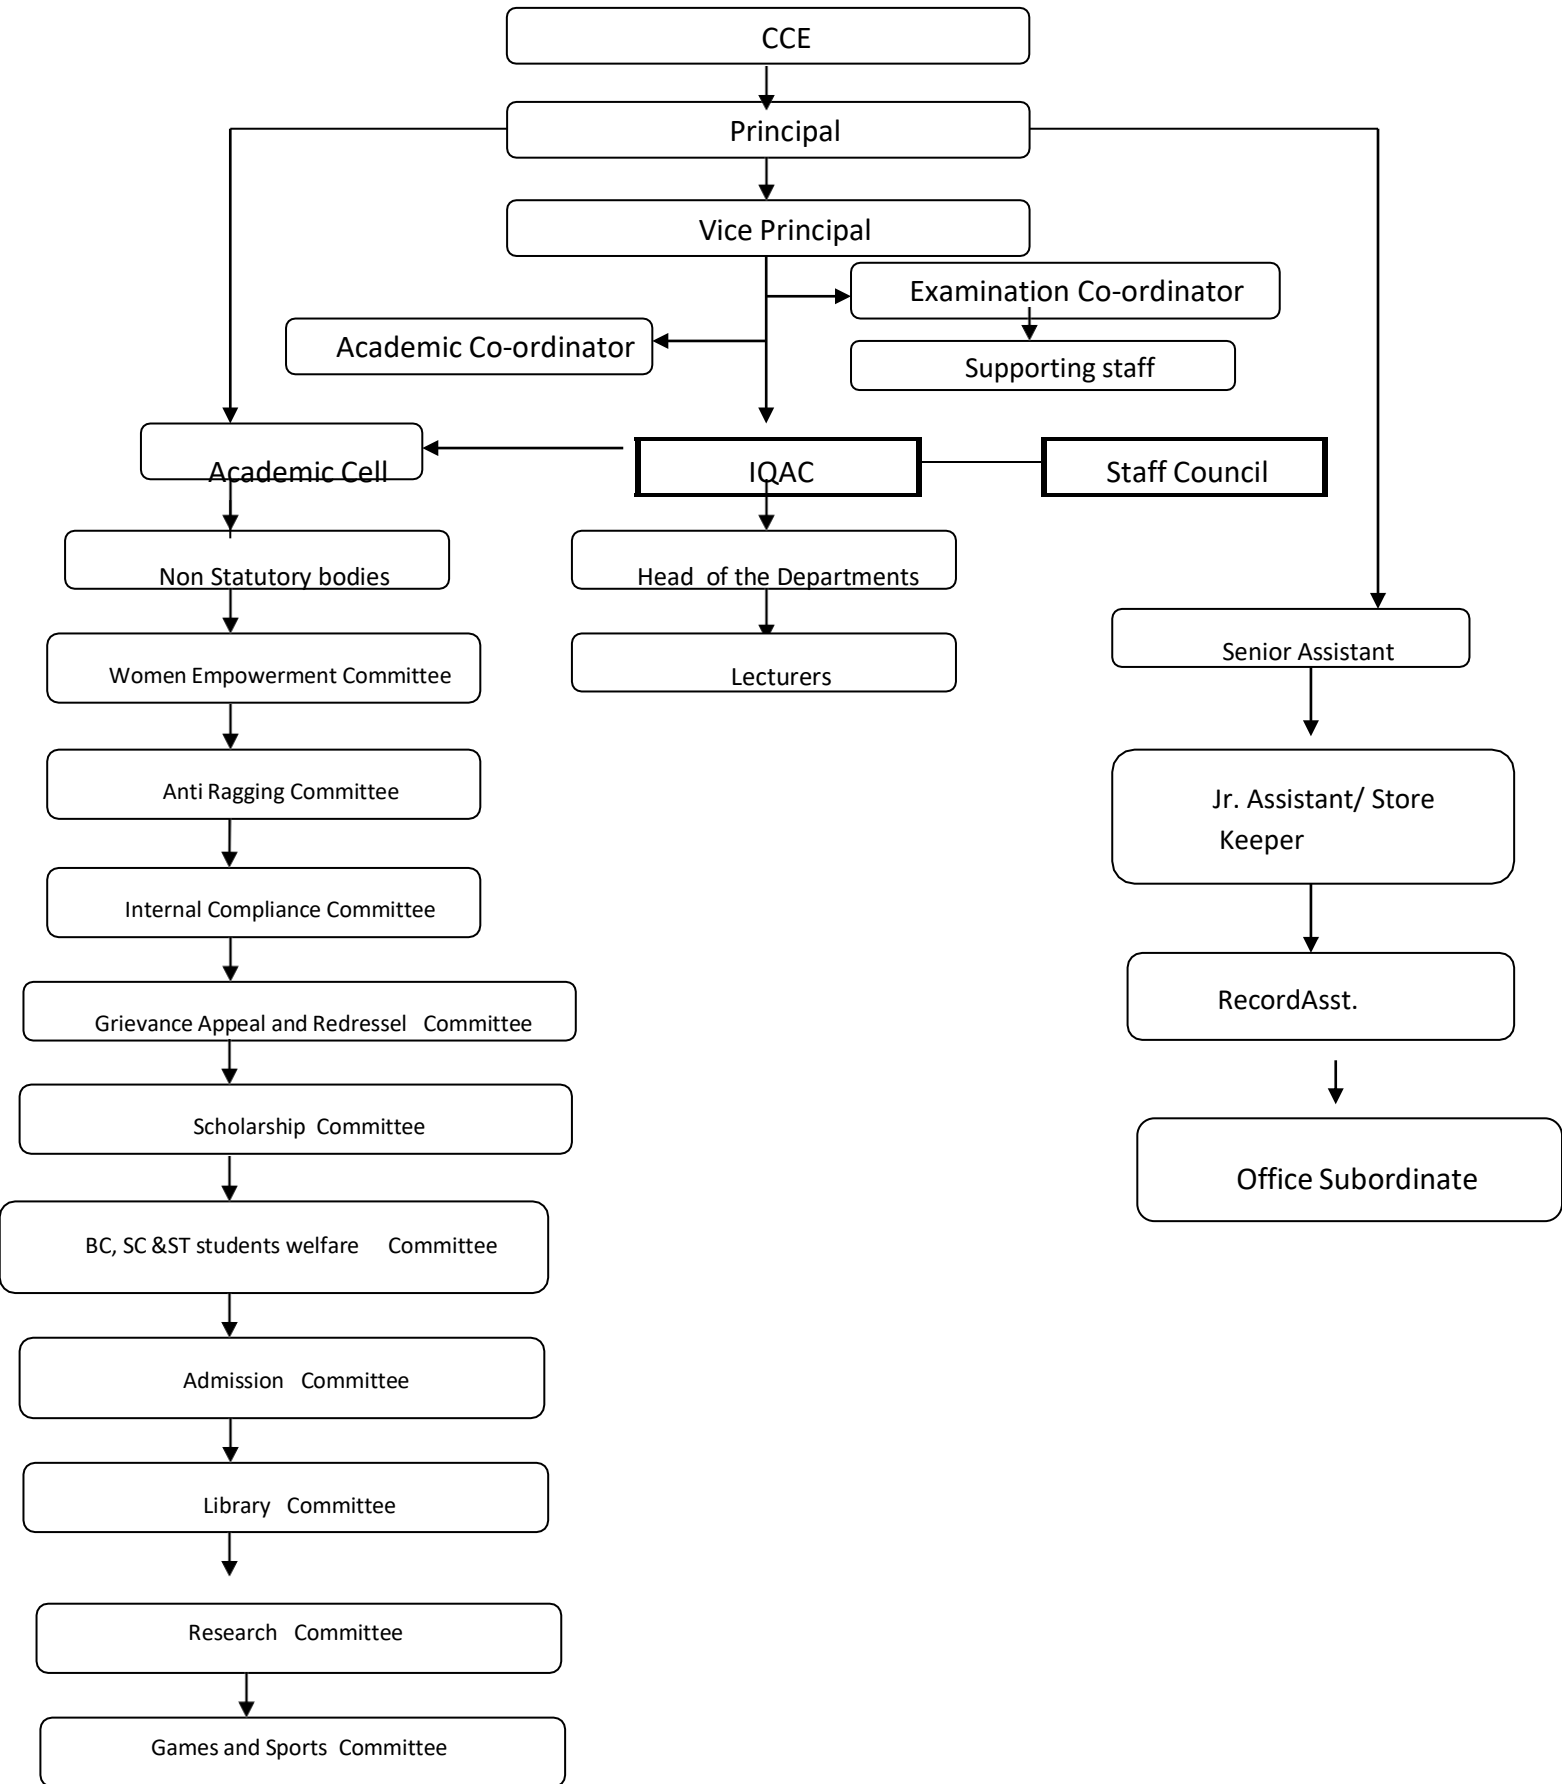 CCE
Principal
Vice Principal
Examination Co-ordinator
Academic Co-ordinator
Supporting staff
Academic Cell
IQAC
Staff Council
Non Statutory bodies
Head of the Departments
Senior Assistant
Women Empowerment Committee
Lecturers
Anti Ragging Committee
Jr. Assistant/ Store
Keeper
Internal Compliance Committee
RecordAsst.
Grievance Appeal and Redressel Committee
Scholarship Committee
Office Subordinate
BC, SC &ST students welfare Committee
Admission Committee
Library Committee
Research Committee
Games and Sports Committee